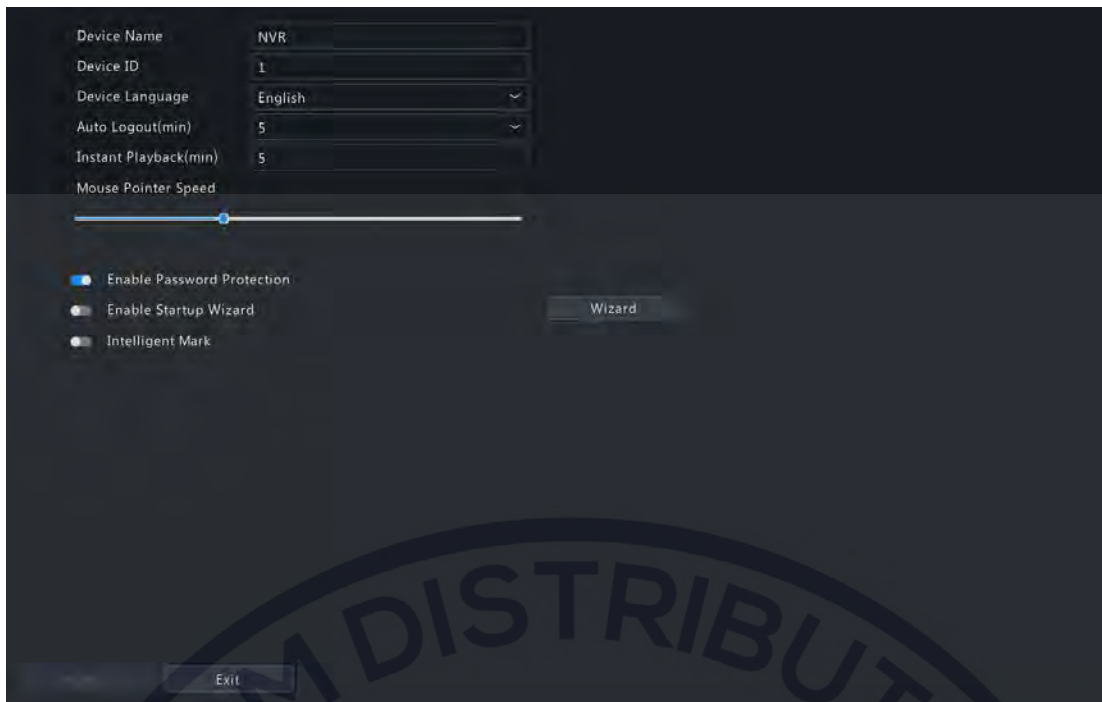 Device Name NVR
Device ID 1
Device Language English
Auto Logout(min) 5
Instant Playback(min) 5
Mouse Pointer Speed
Enable Password Protection
Enable Startup Wizard Wizard
Intelligent Mark
DISTRIBUT
Exit